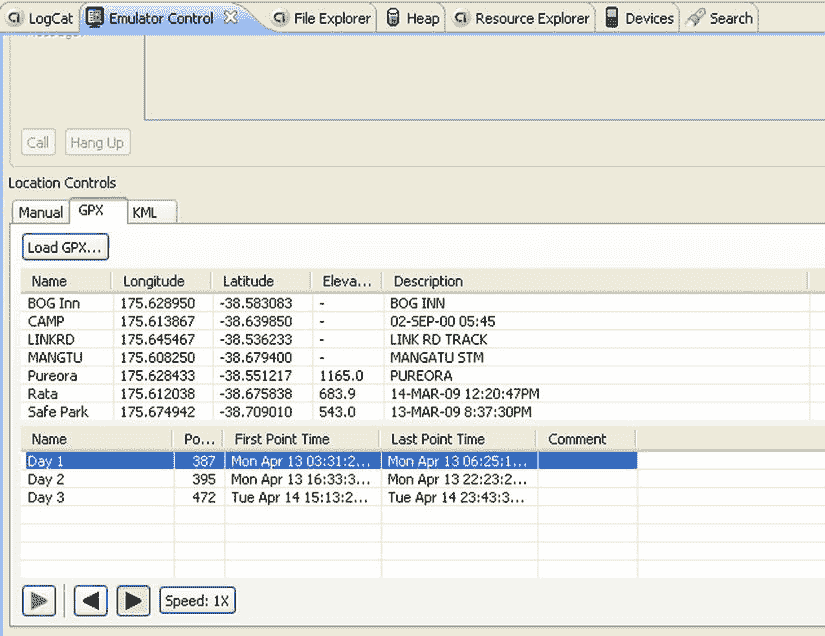 LogCat Emulator Control File Explorer Heap Resource Explorer Devices Search
Message:
Call Hang Up
Location Controls
Manual GPX KML
Load GPX...
Name Longitude Latitude Eleva... Description
BOG Inn 175.628950 -38.583083 - BOG INN
CAMP 175.613867 -38.639850 - 02-SEP-00 05:45
LINKRD 175.645467 -38.536233 - LINK RD TRACK
MANGTU 175.608250 -38.679400 - MANGATU STM
Pureora 175.628433 -38.551217 1165.0 PUREORA
Rata 175.612038 -38.675838 683.9 14-MAR-09 12:20:47PM
Safe Park 175.674942 -38.709010 543.0 13-MAR-09 8:37:30PM
Name Po... First Point Time Last Point Time Comment
Day 1 387 Mon Apr 13 03:31:2... Mon Apr 13 06:25:1...
Day 2 395 Mon Apr 13 16:33:3... Mon Apr 13 22:23:2...
Day 3 472 Tue Apr 14 15:13:2... Tue Apr 14 23:43:3...
Speed: 1X